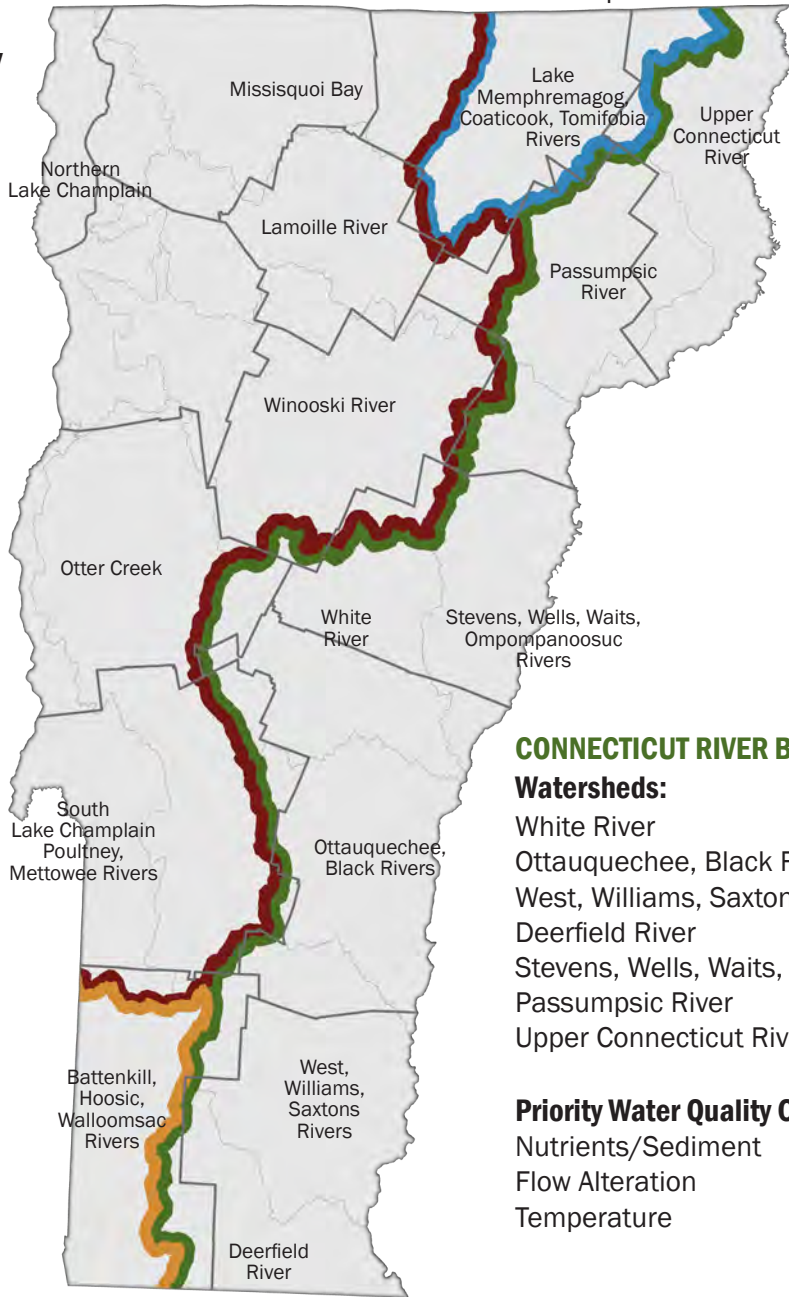 Missisquoi Bay
Lake
Memphremagog,
Coaticook, Tomifobia
Rivers
Upper
Connecticut
River
Northern
Lake Champlain
Lamoille River
Passumpsic
River
Winooski River
Otter Creek
White
River
Stevens, Wells, Waits,
Ompompanoosuc
Rivers
South
Lake Champlain
Poultney,
Mettowee Rivers
Ottauquechee,
Black Rivers
Battenkill,
Hoosic,
Walloomsac
Rivers
West,
Williams,
Saxtons
Rivers
Deerfield
River
CONNECTICUT RIVER
Watersheds:
White River
Ottauquechee, Black
West, Williams,
Deerfield River
Stevens, Wells, Waits,
Passumpsic River
Upper Connecticut
Priority Water Quality
Nutrients/Sediment
Flow Alteration
Temperature